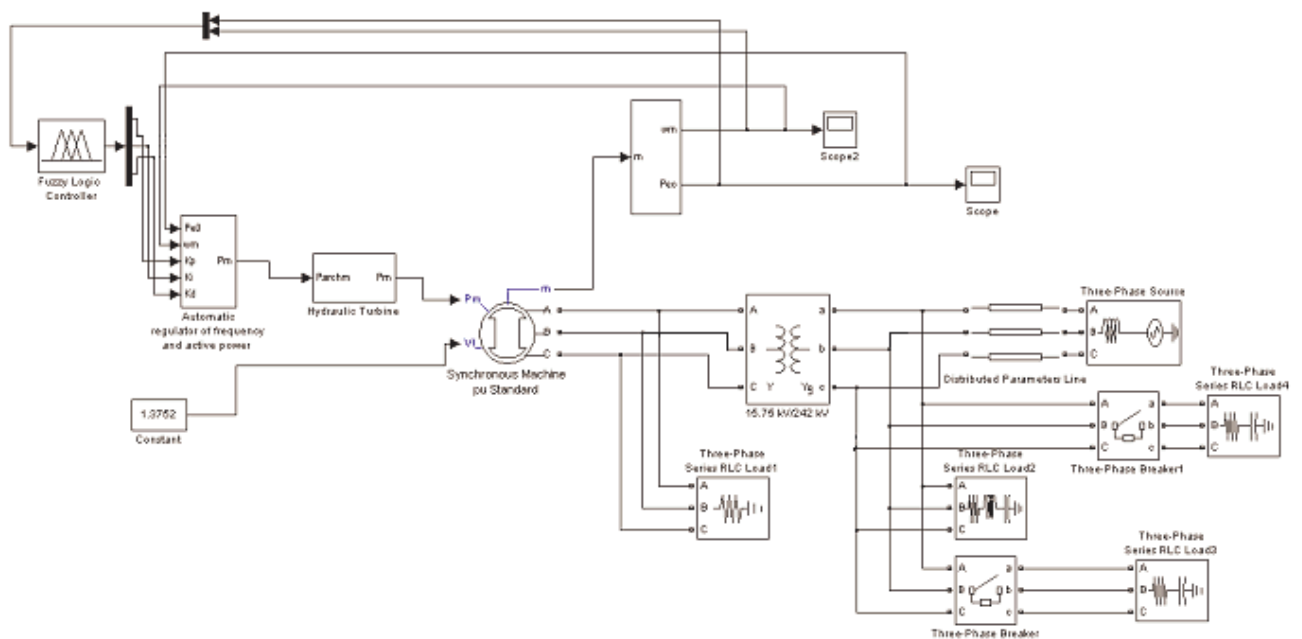 Fuzzy Logic
Controller
wm
m
Peo
Scope2
Scope
Pe0
wm
Kp
Ki
Kd
Pm
Automatic
regulator of frequency
and active power
Parchm
Pm
Hydraulic Turbine
Pm
Vf
m
A
B
C
Synchronous Machine
pu Standard
1.3752
Constant
A
B
C
Y
Yg
a
b
c
15.75 kV/242 kV
Distributed Parameters Line
Three-Phase Source
A
B
C
Three-Phase
Series RLC Load4
A
B
C
A
B
C
a
b
c
Three-Phase Breaker1
Three-Phase
Series RLC Load1
A
B
C
Three-Phase
Series RLC Load2
A
B
C
A
B
C
a
b
c
Three-Phase Breaker
Three-Phase
Series RLC Load3
A
B
C